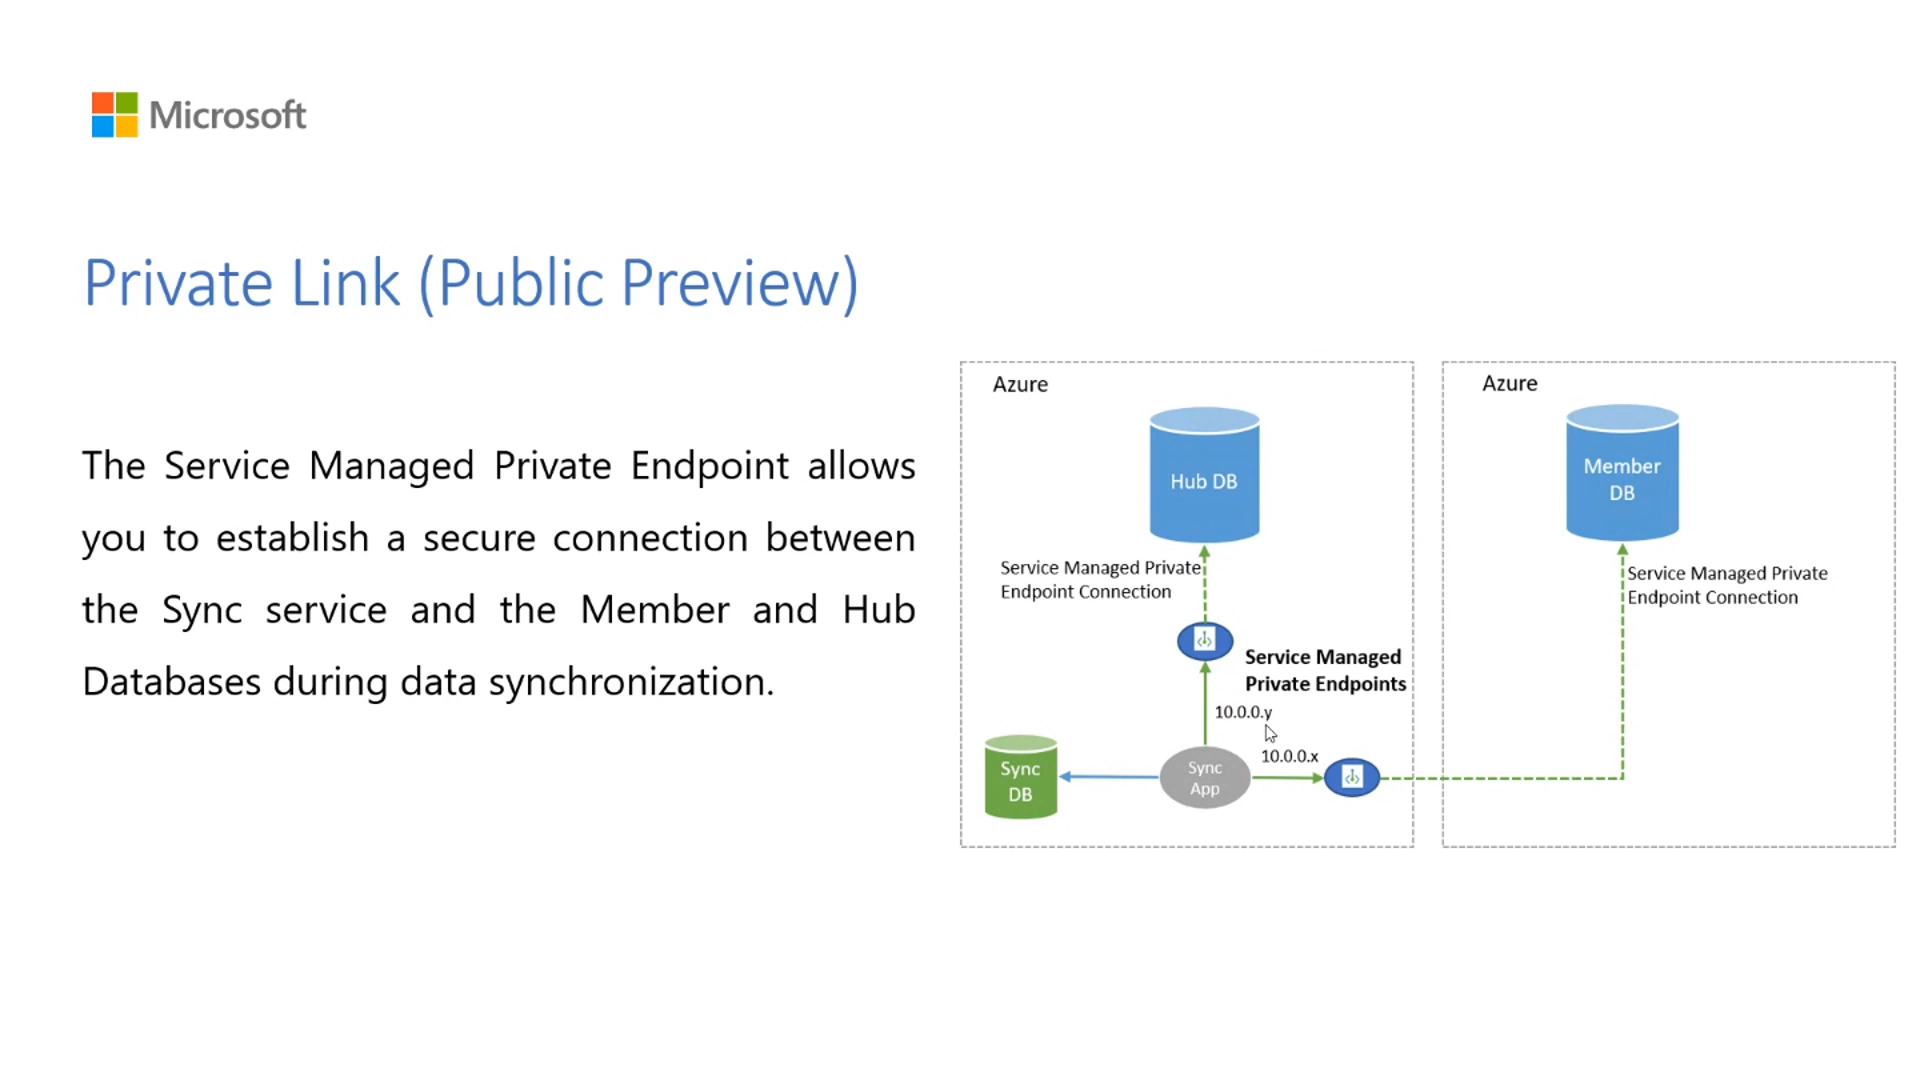 Microsoft
Private Link (Public Preview)
The Service Managed Private Endpoint allows
you to establish a secure connection between
the Sync service and the Member and Hub
Databases during data synchronization.
Azure
Hub DB
Service Managed Private
Endpoint Connection
Service Managed
Private Endpoints
10.0.0.y
10.0.0.x
Sync
DB
Sync
App
Azure
Member
DB
Service Managed Private
Endpoint Connection